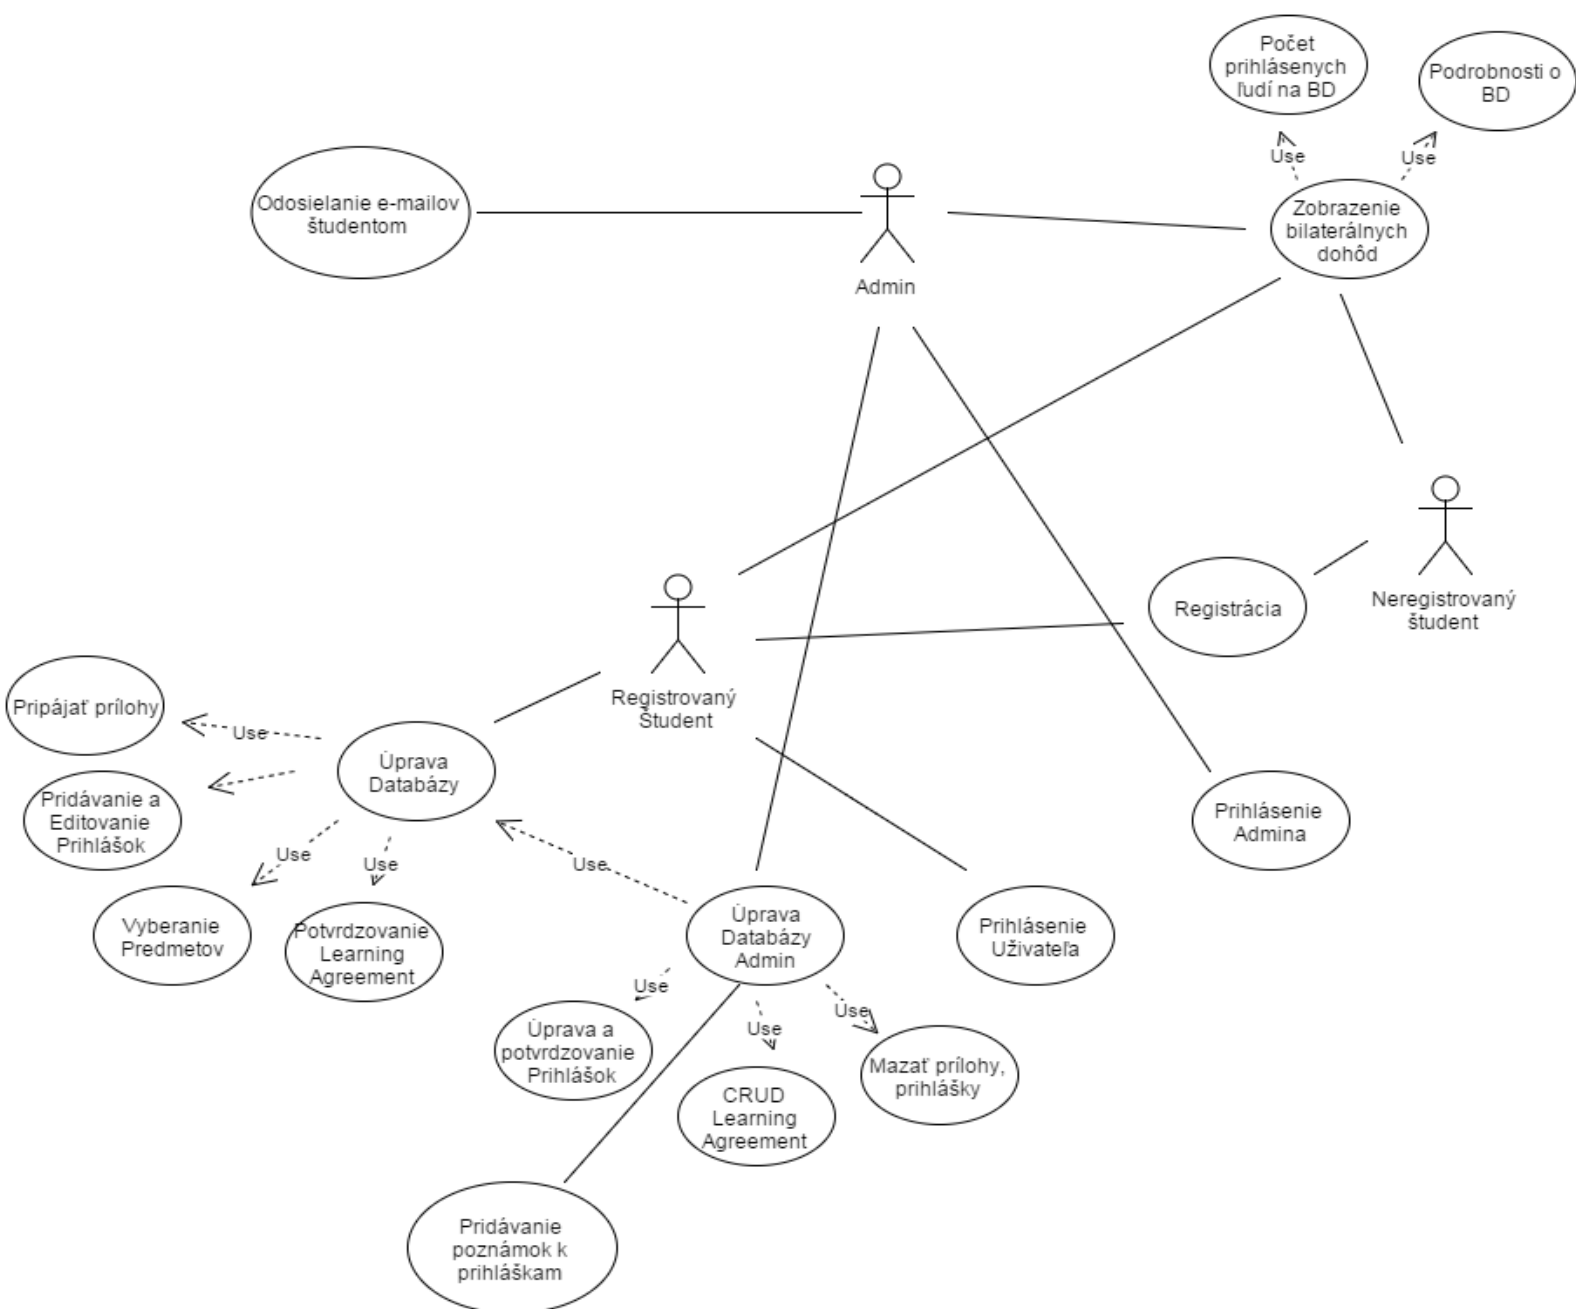 Počet
prihlásenych
ľudí na BD
Podrobnosti o
BD
Use
Use
Odosielanie e-mailov
študentom
Zobrazenie
bilaterálnych
dohôd
Admin
Registrácia
Neregistrovaný
študent
Registrovaný
Študent
Pripájať prílohy
Use
Úprava
Databázy
Pridávanie a
Editovanie
Prihlášok
Prihlásenie
Admina
Use
Use
Use
Vyberanie
Predmetov
Potvrdzovanie
Learning
Agreement
Úprava
Databázy
Admin
Prihlásenie
Uživateľa
Use
Use
Use
Úprava a
potvrdzovanie
Prihlášok
CRUD
Learning
Agreement
Mazať prílohy,
prihlášky
Pridávanie
poznámok k
prihláškam